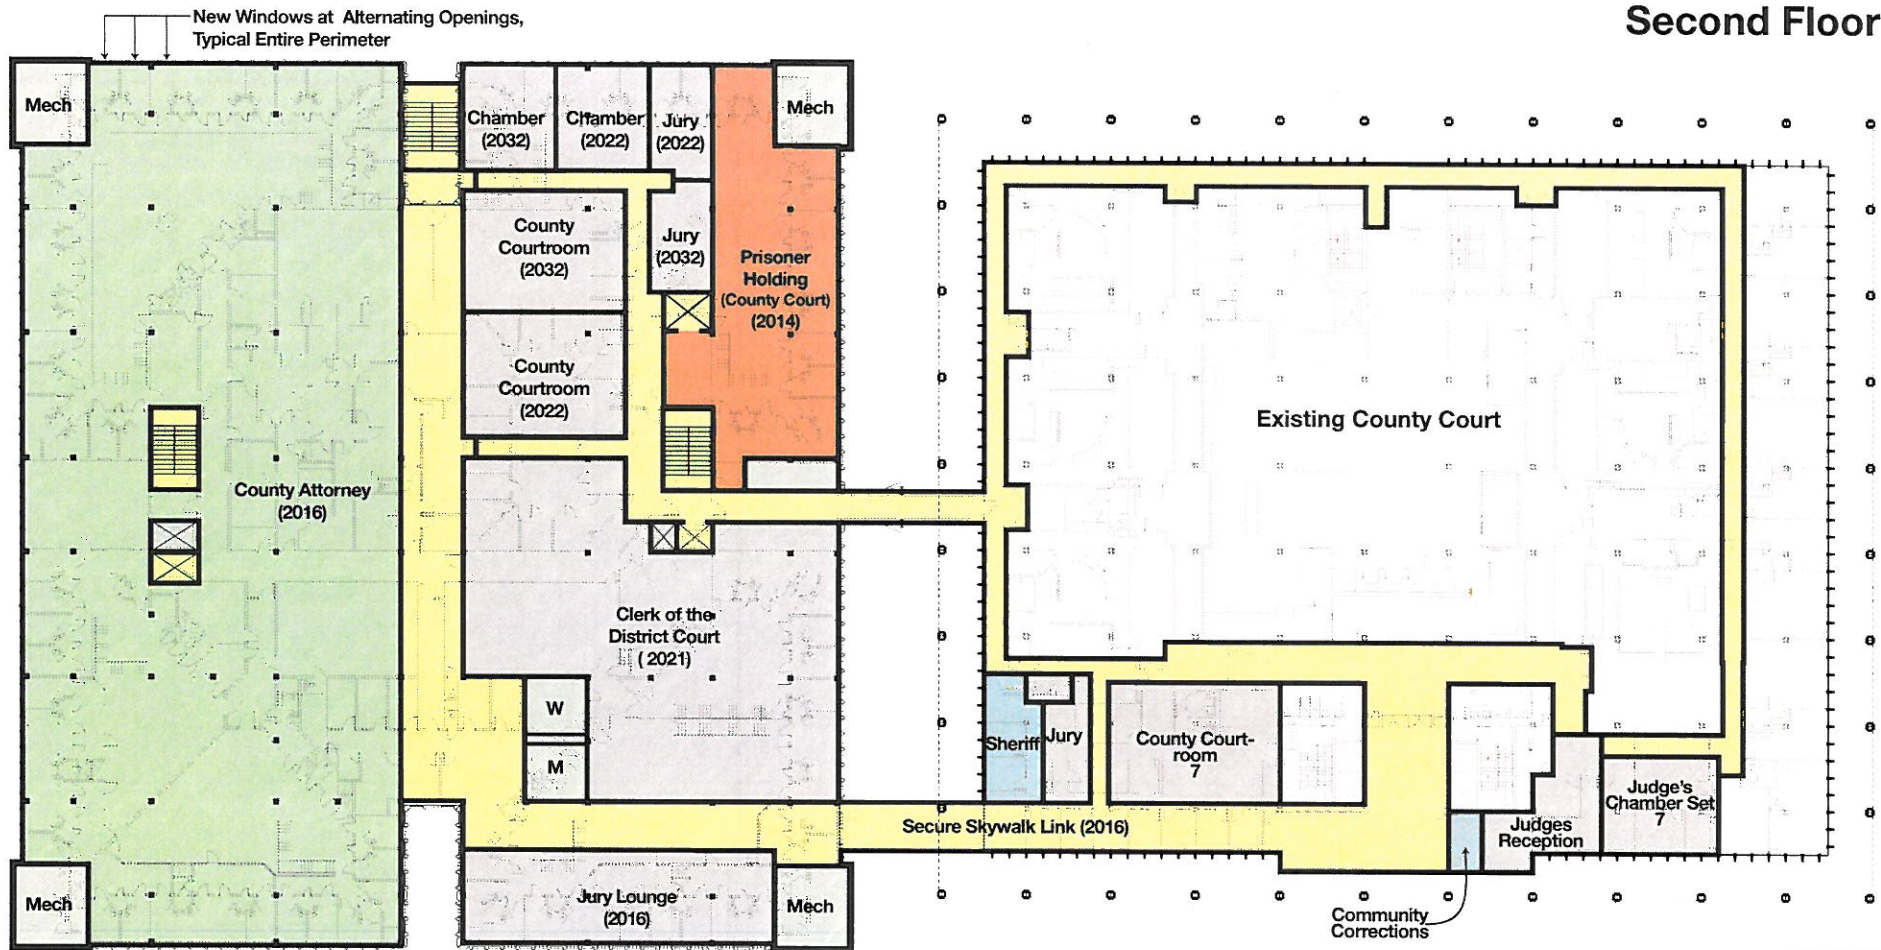 Second Floor
New Windows at Alternating Openings,
Typical Entire Perimeter
Mech
Chamber
(2032)
Chamber
(2022)
Jury
(2022)
Mech
County
Courtroom
(2032)
Jury
(2032)
Prisoner
Holding
(County Court)
(2014)
County
Courtroom
(2022)
Existing County Court
County Attorney
(2016)
Clerk of the
District Court
( 2021)
W
M
Sheriff
Jury
County Court-
room
7
Judge's
Chamber Set
7
Secure Skywalk Link (2016)
Judges
Reception
Mech
Jury Lounge
(2016)
Mech
Community
Corrections